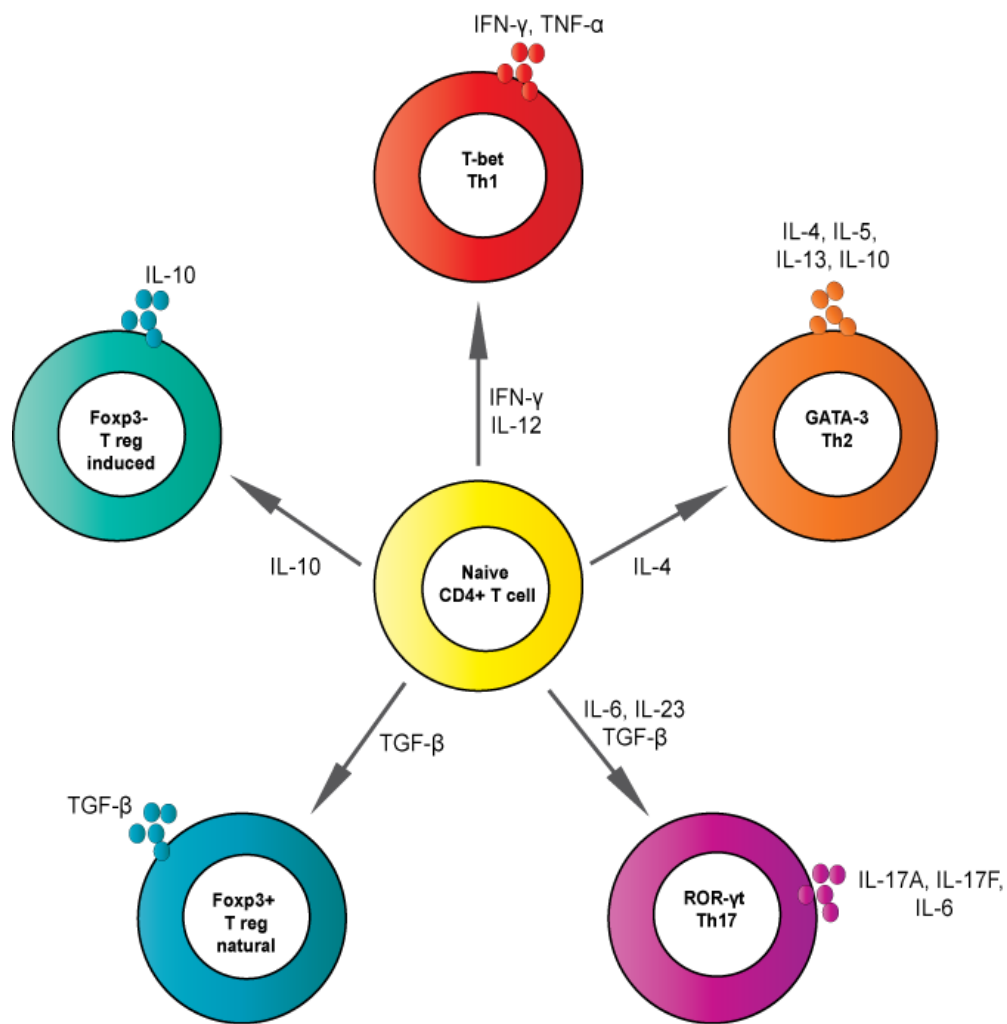 IFN-γ, TNF-α
T-bet
Th1
IL-4, IL-5,
IL-13, IL-10
IL-10
IFN-γ
IL-12
Foxp3-
T reg
induced
GATA-3
Th2
IL-10
Naive
CD4+ T cell
IL-4
IL-6, IL-23
TGF-β
TGF-β
TGF-β
Foxp3+
T reg
natural
ROR-γt
Th17
IL-17A, IL-17F,
IL-6